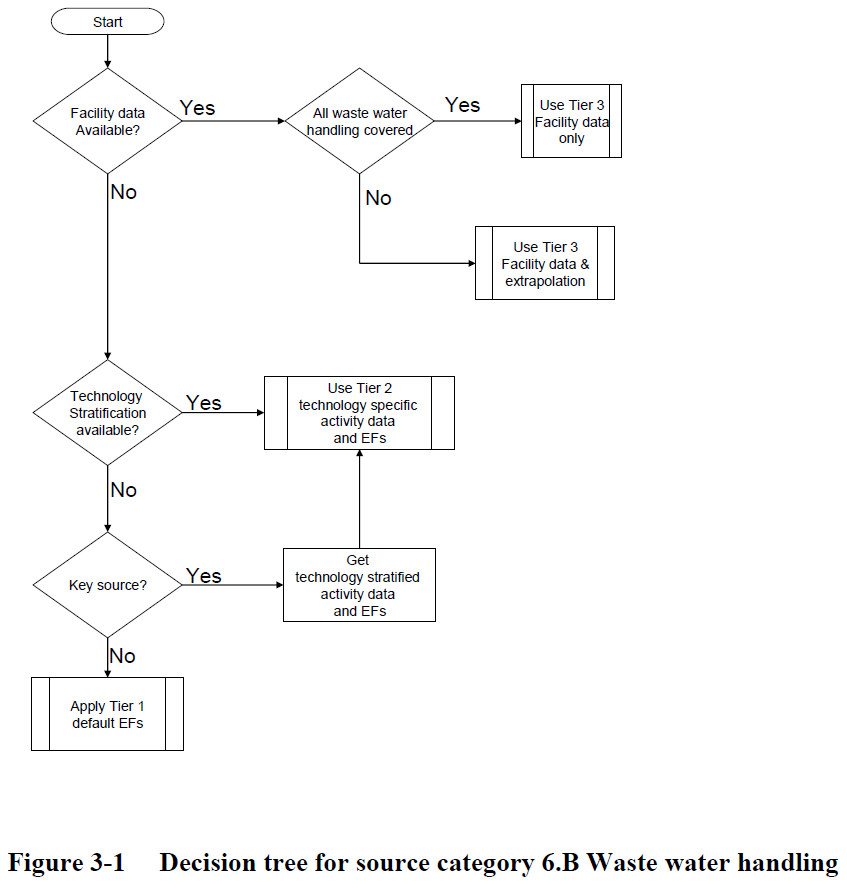 Start
Facility data
Available?
Yes
All waste water
handling covered
Yes
Use Tier 3
Facility data
only
No
No
Use Tier 3
Facility data &
extrapolation
Technology
Stratification
available?
Yes
Use Tier 2
technology specific
activity data
and EFs
No
Key source?
Yes
Get
technology stratified
activity data
and EFs
No
Apply Tier 1
default EFs
Figure 3-1 Decision tree for source category 6.B Waste water handling